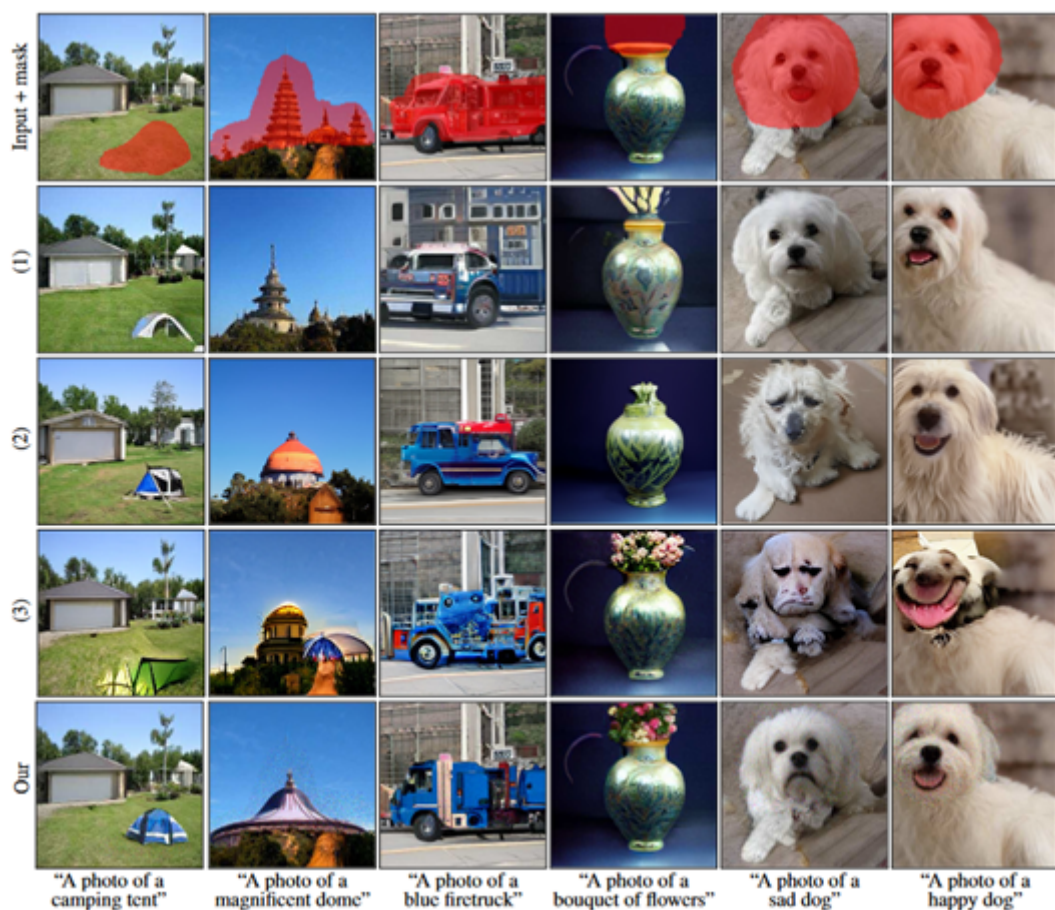 Input + mask
(1)
(2)
(3)
Our
“A photo of a
camping tent”
“A photo of a
magnificent dome”
“A photo of a
blue firetruck”
“A photo of a
bouquet of flowers”
“A photo of a
sad dog”
“A photo of a
happy dog”